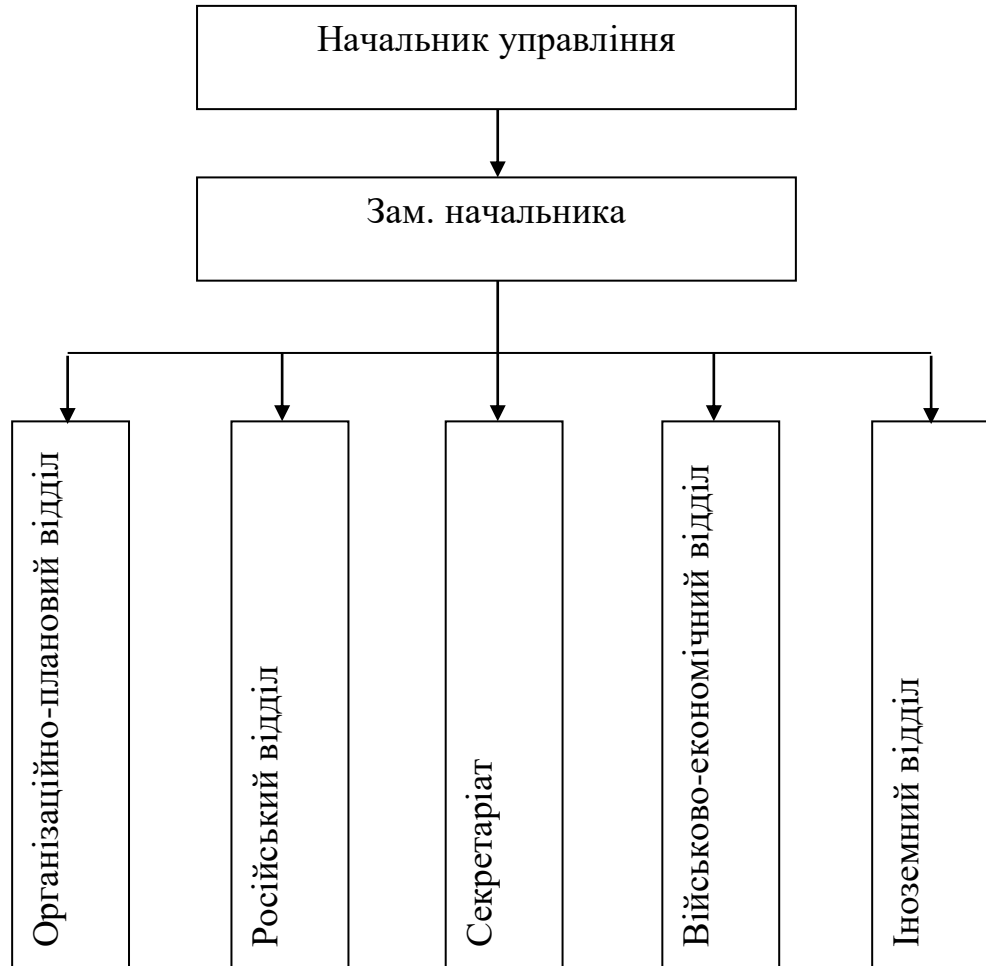 Начальник управління
Зам. начальника
Організаційно-плановий відділ
Російський відділ
Секретаріат
Військово-економічний відділ
Іноземний відділ